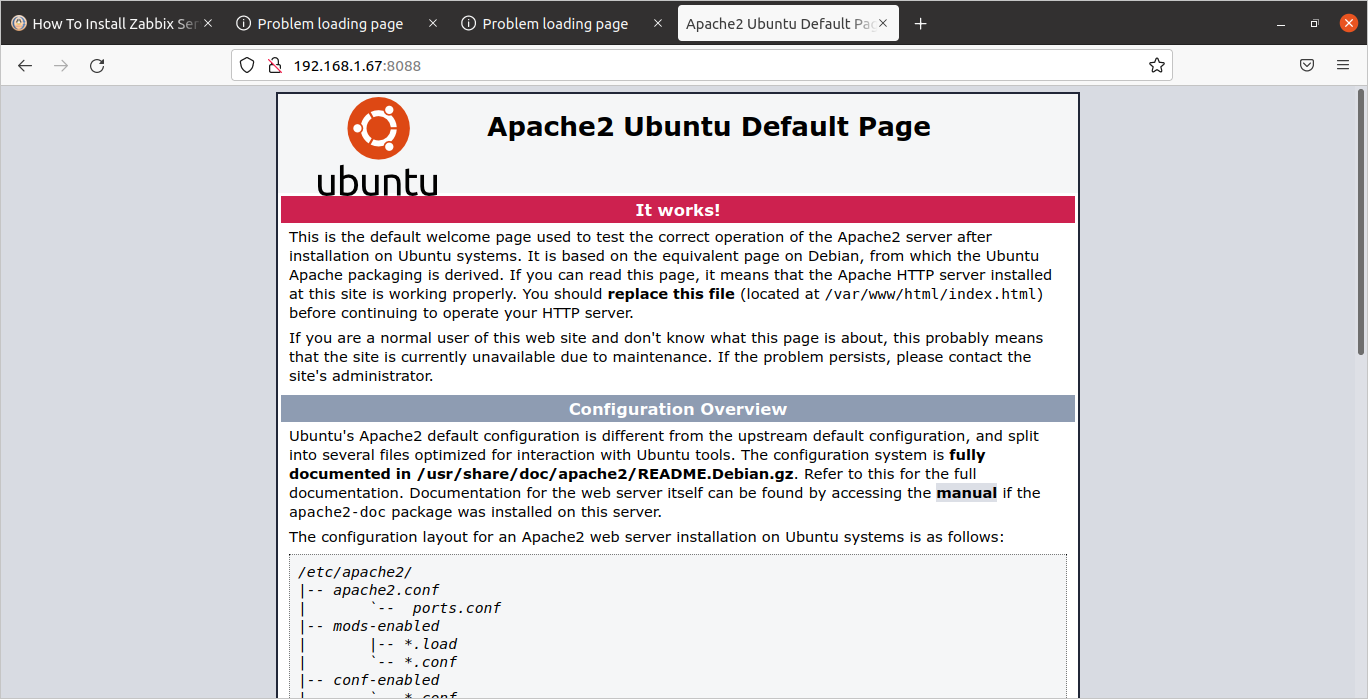 How To Install Zabbix Ser
Problem loading page
Problem loading page
Apache2 Ubuntu Default Pag
192.168.1.67:8088
ubuntu
Apache2 Ubuntu Default Page
It works!
This is the default welcome page used to test the correct operation of the Apache2 server after
installation on Ubuntu systems. It is based on the equivalent page on Debian, from which the Ubuntu
Apache packaging is derived. If you can read this page, it means that the Apache HTTP server installed
at this site is working properly. You should replace this file (located at /var/www/html/index.html)
before continuing to operate your HTTP server.
If you are a normal user of this web site and don't know what this page is about, this probably means
that the site is currently unavailable due to maintenance. If the problem persists, please contact the
site's administrator.
Configuration Overview
Ubuntu's Apache2 default configuration is different from the upstream default configuration, and split
into several files optimized for interaction with Ubuntu tools. The configuration system is fully
documented in /usr/share/doc/apache2/README.Debian.gz. Refer to this for the full
documentation. Documentation for the web server itself can be found by accessing the manual if the
apache2-doc package was installed on this server.
The configuration layout for an Apache2 web server installation on Ubuntu systems is as follows:
/etc/apache2/
|-- apache2.conf
|       `--  ports.conf
|-- mods-enabled
|       |-- *.load
|       `-- *.conf
|-- conf-enabled
|       `-- *.conf